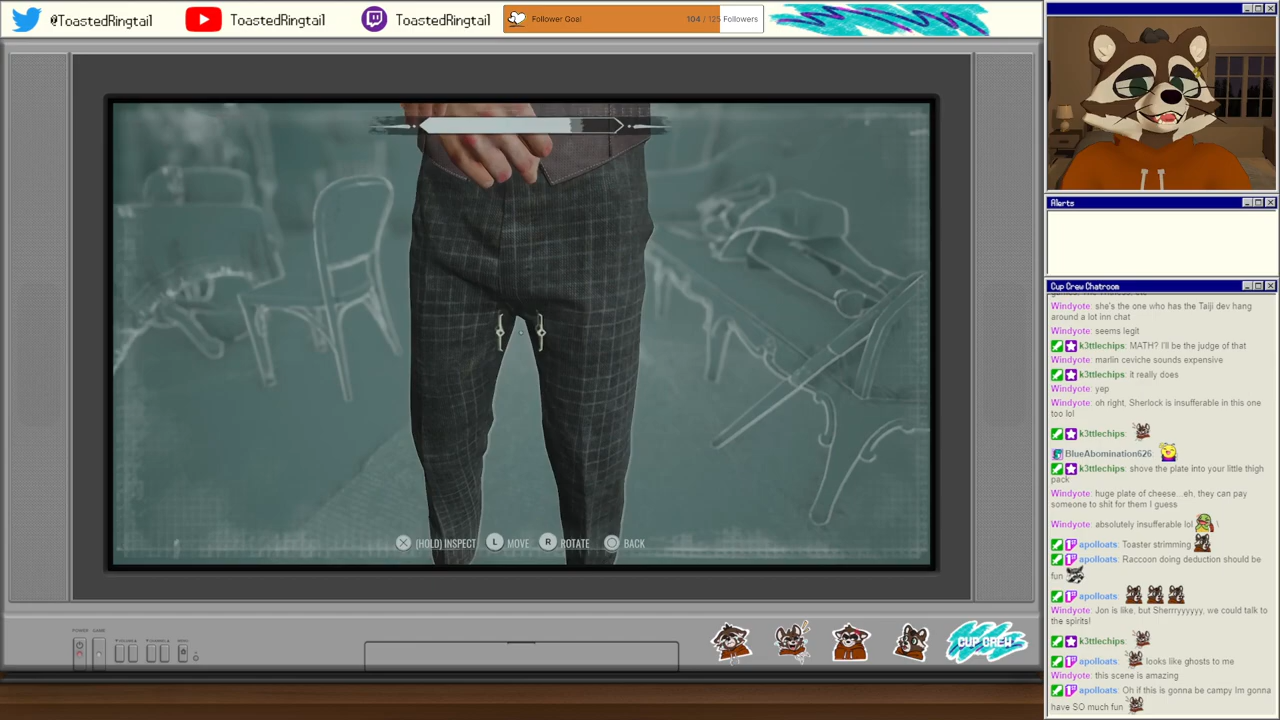 @ToastedRingtail
ToastedRingtail
ToastedRingtail
Follower Goal
104 / 125 Followers
(HOLD) INSPECT
L MOVE
R ROTATE
BACK
CUP CREW
Alerts
Cup Crew Chatroom
Windyote: she's the one who has the Taiji dev hang
around a lot inn chat
Windyote: seems legit
k3ttlechips: MATH? I'll be the judge of that
Windyote: marlin ceviche sounds expensive
k3ttlechips: it really does
Windyote: yep
Windyote: oh right, Sherlock is insufferable in this one
too lol
k3ttlechips:
BlueAbomination626:
k3ttlechips: shove the plate into your little thigh
pack
Windyote: huge plate of cheese...eh, they can pay
someone to shit for them I guess
Windyote: absolutely insufferable lol \
apolloats: Toaster strimming
apolloats: Raccoon doing deduction should be
fun
apolloats:
Windyote: Jon is like, but Sherrryyyyyy, we could talk to
the spirits!
k3ttlechips:
apolloats: looks like ghosts to me
Windyote: this scene is amazing
apolloats: Oh if this is gonna be campy Im gonna
have SO much fun